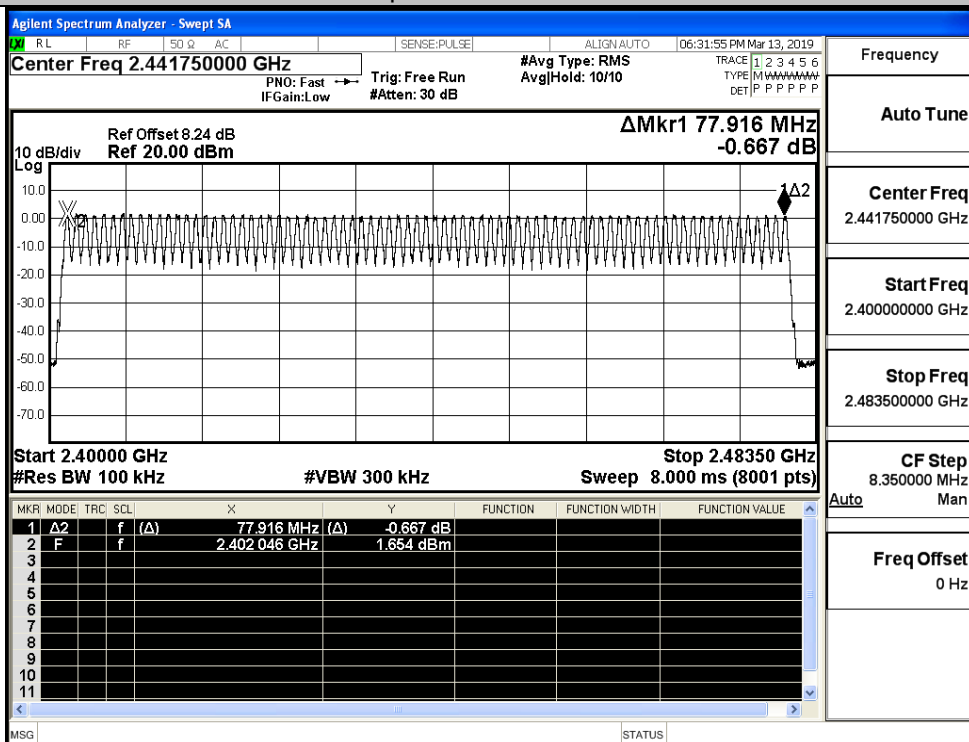 Agilent Spectrum Analyzer - Swept SA
LXI RL RF 50 Ω AC SENSE:PULSE ALIGN AUTO 06:31:55 PM Mar 13, 2019
Center Freq 2.441750000 GHz #Avg Type: RMS TRACE 1 2 3 4 5 6
PNO: Fast Trig: Free Run Avg|Hold: 10/10 TYPE M WWWWW
IFGain:Low #Atten: 30 dB DET P P P P P P
ΔMkr1 77.916 MHz
-0.667 dB
Ref Offset 8.24 dB
10 dB/div Ref 20.00 dBm
Log
10.0
0.00
-10.0
-20.0
-30.0
-40.0
-50.0
-60.0
-70.0
2
1Δ2
Start 2.40000 GHz Stop 2.48350 GHz
#Res BW 100 kHz #VBW 300 kHz Sweep 8.000 ms (8001 pts)
MKR MODE TRC SCL X Y FUNCTION FUNCTION WIDTH FUNCTION VALUE
1 Δ2 f (Δ) 77.916 MHz (Δ) -0.667 dB
2 F f 2.402 046 GHz 1.654 dBm
3
4
5
6
7
8
9
10
11
MSG STATUS
Frequency
Auto Tune
Center Freq
2.441750000 GHz
Start Freq
2.400000000 GHz
Stop Freq
2.483500000 GHz
CF Step
8.350000 MHz
Auto Man
Freq Offset
0 Hz